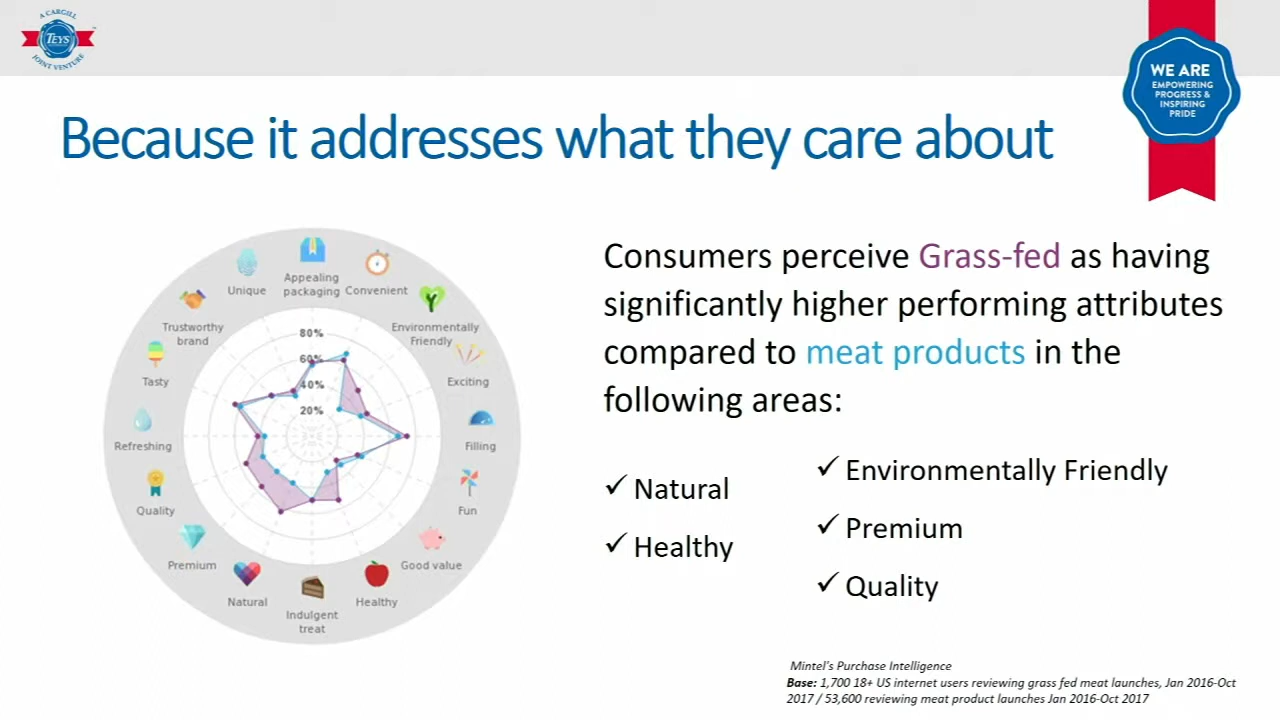 A CARGILL
TEYS
JOINT VENTURE
WE ARE
EMPOWERING
PROGRESS &
INSPIRING
PRIDE
Because it addresses what they care about
Appealing
packaging
Convenient
Environmentally
Friendly
Exciting
Filling
Fun
Good value
Healthy
Indulgent
treat
Natural
Premium
Quality
Refreshing
Tasty
Trustworthy
brand
Unique
80%
60%
40%
20%
Consumers perceive Grass-fed as having
significantly higher performing attributes
compared to meat products in the
following areas:
✓ Natural
✓ Healthy
✓ Environmentally Friendly
✓ Premium
✓ Quality
Mintel's Purchase Intelligence
Base: 1,700 18+ US internet users reviewing grass fed meat launches, Jan 2016-Oct
2017 / 53,600 reviewing meat product launches Jan 2016-Oct 2017